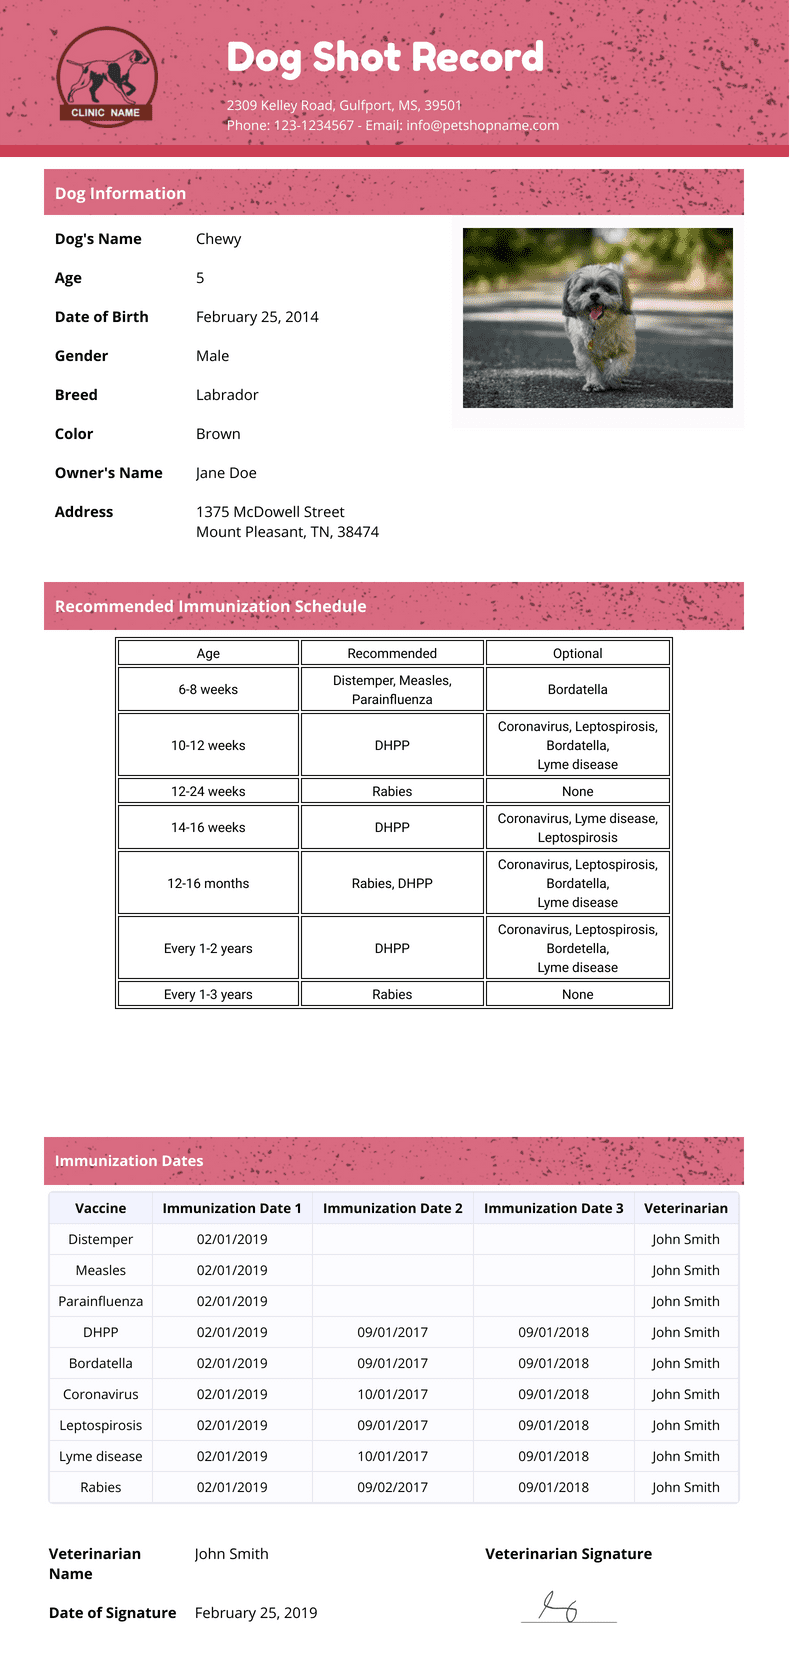 CLINIC NAME
Dog Shot Record
2309 Kelley Road, Gulfport, MS, 39501
Phone: 123-1234567 - Email: info@petshopname.com
Dog Information
Dog's Name Chewy
Age 5
Date of Birth February 25, 2014
Gender Male
Breed Labrador
Color Brown
Owner's Name Jane Doe
Address 1375 McDowell Street
Mount Pleasant, TN, 38474
Recommended Immunization Schedule
Age Recommended Optional
6-8 weeks Distemper, Measles, Parainfluenza Bordatella
10-12 weeks DHPP Coronavirus, Leptospirosis, Bordatella, Lyme disease
12-24 weeks Rabies None
14-16 weeks DHPP Coronavirus, Lyme disease, Leptospirosis
12-16 months Rabies, DHPP Coronavirus, Leptospirosis, Bordatella, Lyme disease
Every 1-2 years DHPP Coronavirus, Leptospirosis, Bordetella, Lyme disease
Every 1-3 years Rabies None
Immunization Dates
Vaccine Immunization Date 1 Immunization Date 2 Immunization Date 3 Veterinarian
Distemper 02/01/2019 John Smith
Measles 02/01/2019 John Smith
Parainfluenza 02/01/2019 John Smith
DHPP 02/01/2019 09/01/2017 09/01/2018 John Smith
Bordatella 02/01/2019 09/01/2017 09/01/2018 John Smith
Coronavirus 02/01/2019 10/01/2017 09/01/2018 John Smith
Leptospirosis 02/01/2019 09/01/2017 09/01/2018 John Smith
Lyme disease 02/01/2019 10/01/2017 09/01/2018 John Smith
Rabies 02/01/2019 09/02/2017 09/01/2018 John Smith
Veterinarian Name John Smith Veterinarian Signature
Date of Signature February 25, 2019